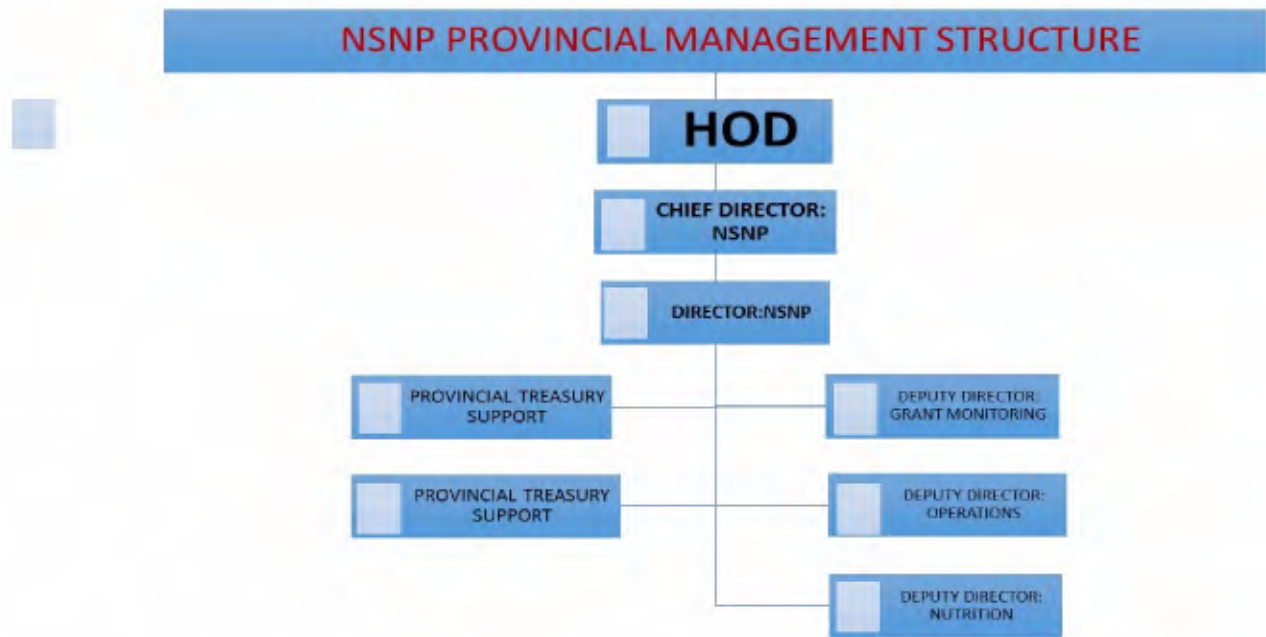 NSNP PROVINCIAL MANAGEMENT STRUCTURE
HOD
CHIEF DIRECTOR:
NSNP
DIRECTOR:NSNP
PROVINCIAL TREASURY
SUPPORT
DEPUTY DIRECTOR:
GRANT MONITORING
PROVINCIAL TREASURY
SUPPORT
DEPUTY DIRECTOR:
OPERATIONS
DEPUTY DIRECTOR:
NUTRITION